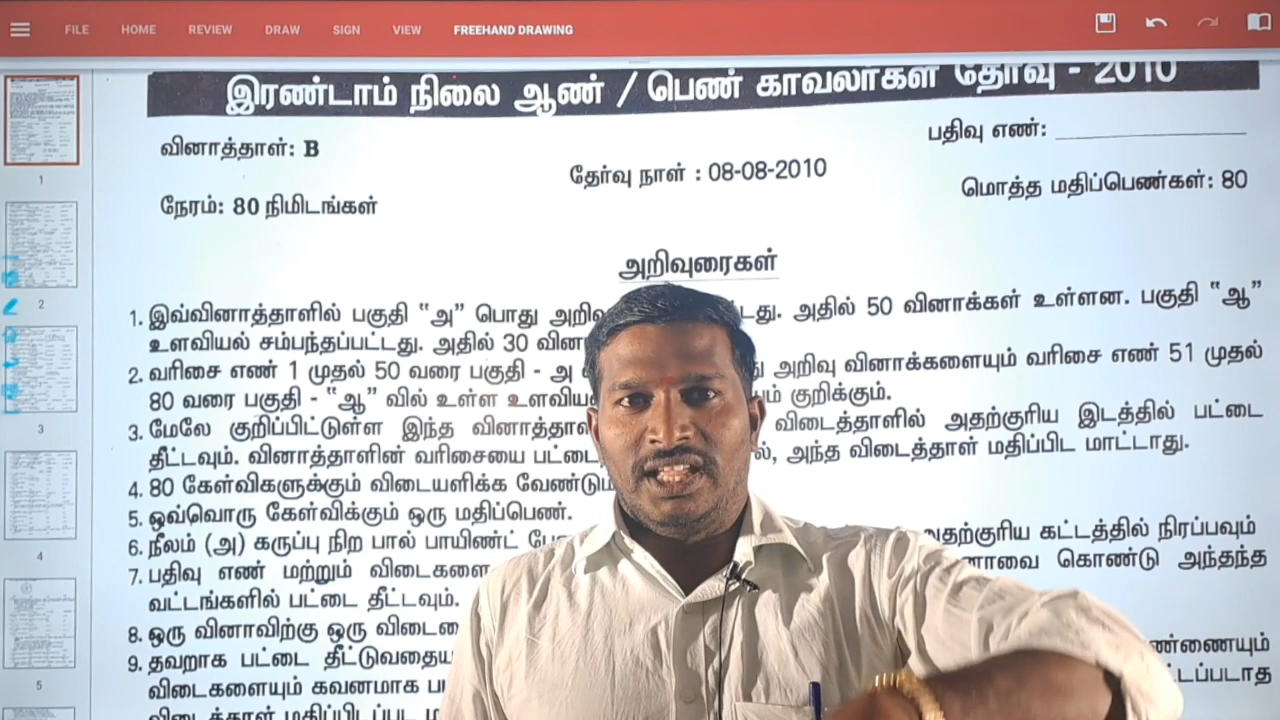 FILE HOME REVIEW DRAW SIGN VIEW FREEHAND DRAWING
இரண்டாம் நிலை ஆண் / பெண் காவலர்கள் தேர்வு - 2010
வினாத்தாள்: B
பதிவு எண்:
தேர்வு நாள் : 08-08-2010
நேரம்: 80 நிமிடங்கள்
மொத்த மதிப்பெண்கள்: 80
அறிவுரைகள்
1. இவ்வினாத்தாளில் பகுதி "அ" பொது அதில் 50 வினாக்கள் உள்ளன. பகுதி "ஆ"
உளவியல் சம்பந்தப்பட்டது. அதில் 30
2. வரிசை எண் 1 முதல் 50 வரை பகுதி - அ அறிவு வினாக்களையும் வரிசை எண் 51 முதல்
80 வரை பகுதி - "ஆ" வில் உள்ள குறிக்கும்.
3. மேலே குறிப்பிட்டுள்ள இந்த விடைத்தாளில் அதற்குரிய இடத்தில் பட்டை
தீட்டவும். வினாத்தாளின் வரிசையை அந்த விடைத்தாள் மதிப்பிட மாட்டாது.
4. 80 கேள்விகளுக்கும் விடையளிக்க
5. ஒவ்வொரு கேள்விக்கும் ஒரு மதிப்பெண்.
6. நீலம் (அ) கருப்பு நிற பால் பாயிண்ட் அதற்குரிய கட்டத்தில் நிரப்பவும்
7. பதிவு எண் மற்றும் கொண்டு அந்தந்த
வட்டங்களில் பட்டை தீட்டவும்.
8. ஒரு வினாவிற்கு ஒரு
9. தவறாக பட்டை
விடைகளையும் கவனமாக
1
2
3
4
5